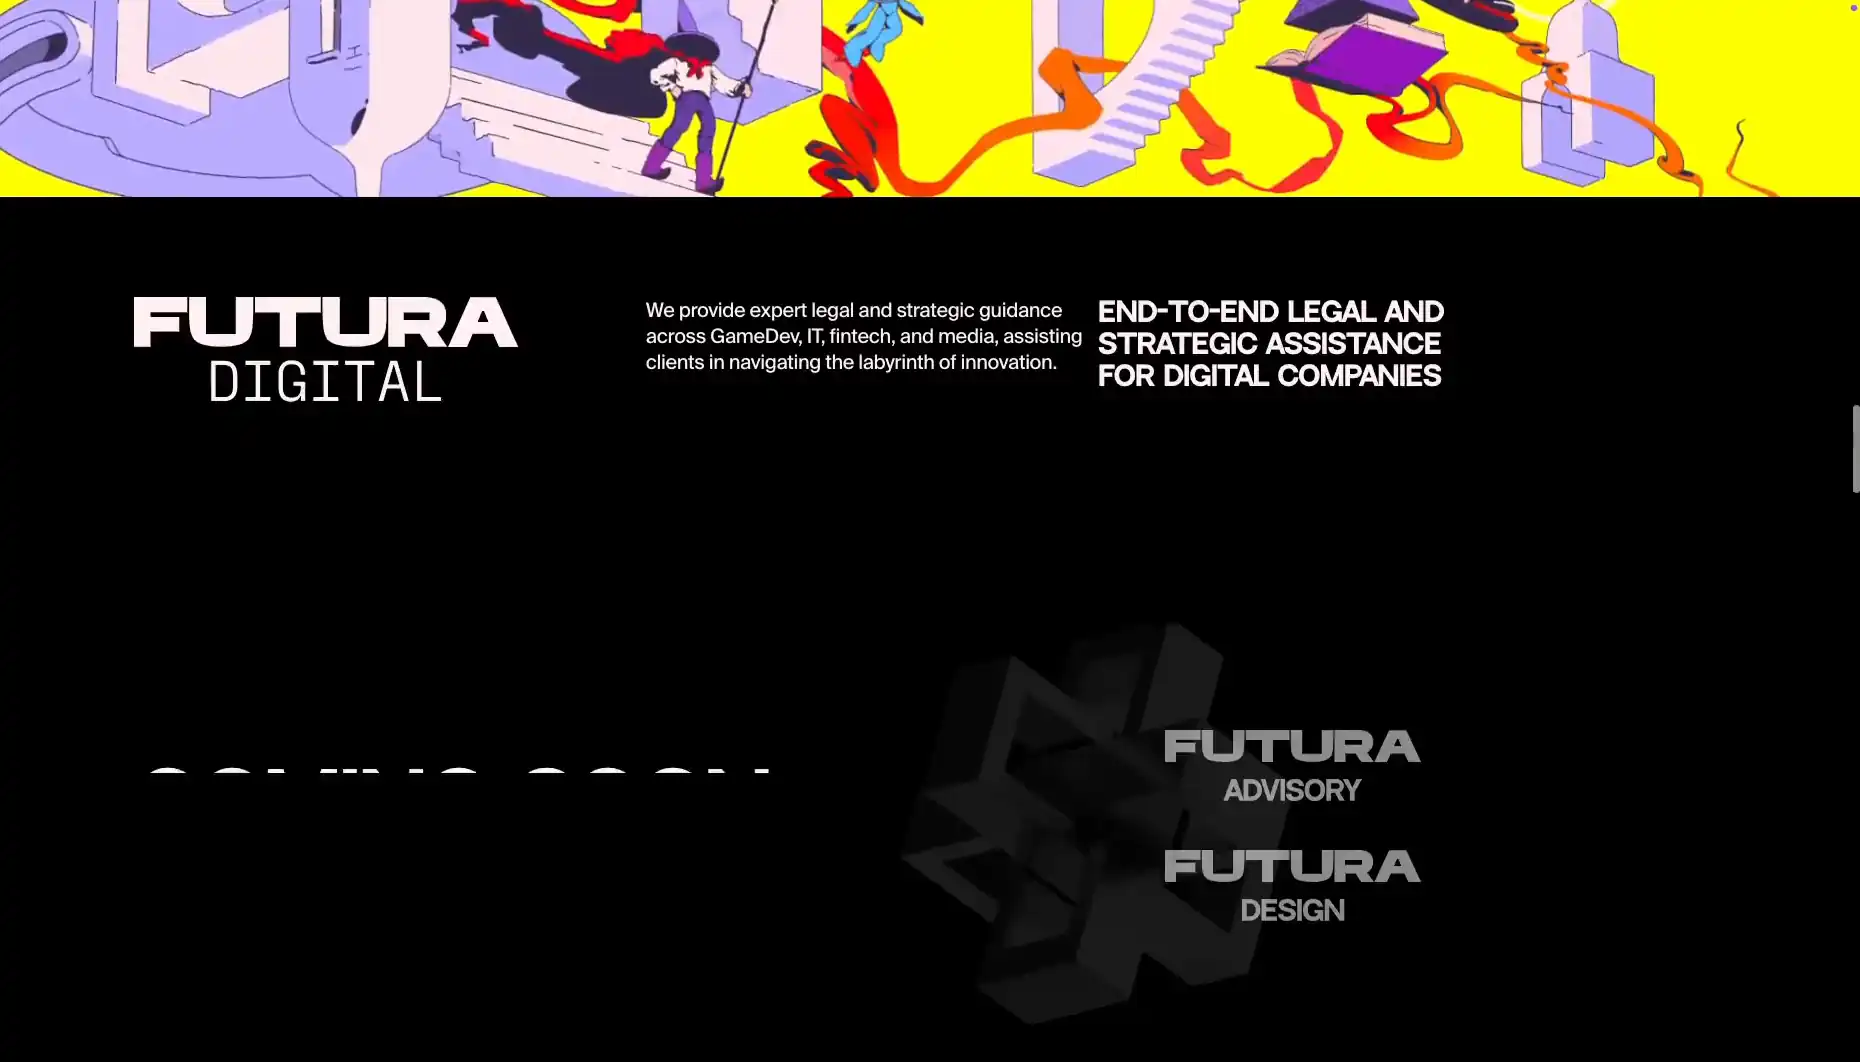 FUTURA
DIGITAL
We provide expert legal and strategic guidance
across GameDev, IT, fintech, and media, assisting
clients in navigating the labyrinth of innovation.
END-TO-END LEGAL AND
STRATEGIC ASSISTANCE
FOR DIGITAL COMPANIES
FUTURA
ADVISORY
FUTURA
DESIGN